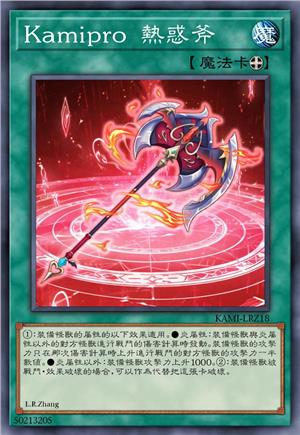 Kamipro 熱惑斧
魔
【魔法卡】
KAMI-LRZ18
①:裝備怪獸的屬性的以下效果適用。●炎屬性:裝備怪獸與炎屬
性以外的對方怪獸進行戰鬥的傷害計算時發動。裝備怪獸的攻擊
力只在那次傷害計算時上升進行戰鬥的對方怪獸的攻擊力一半
數值。●炎屬性以外:裝備怪獸攻擊力上升1000。②:裝備怪獸被
戰鬥·效果破壞的場合,可以作為代替把這張卡破壞。
L.R.Zhang
S0213205